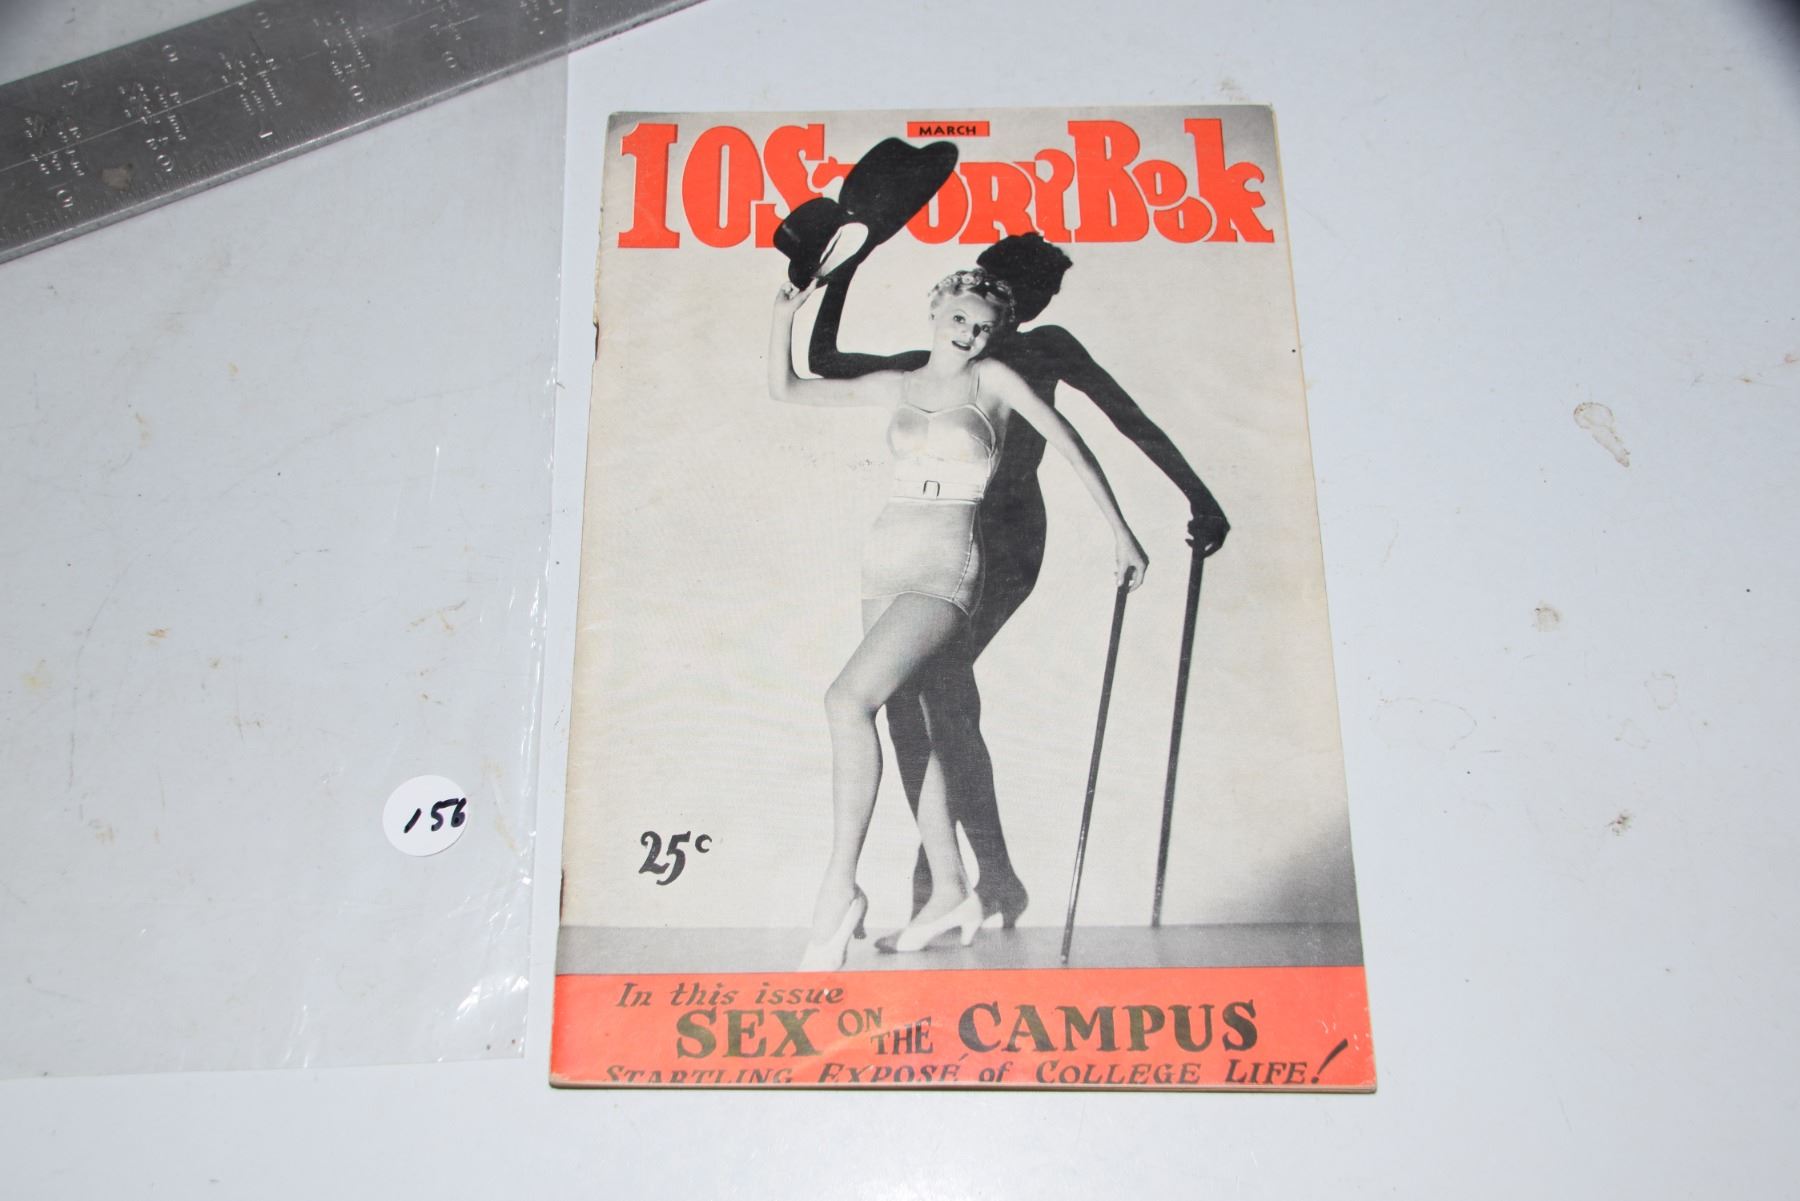 MARCH
10 STORY BOOK
25c
In this issue
SEX ON THE CAMPUS
STARTLING EXPOSÉ of COLLEGE LIFE!
156